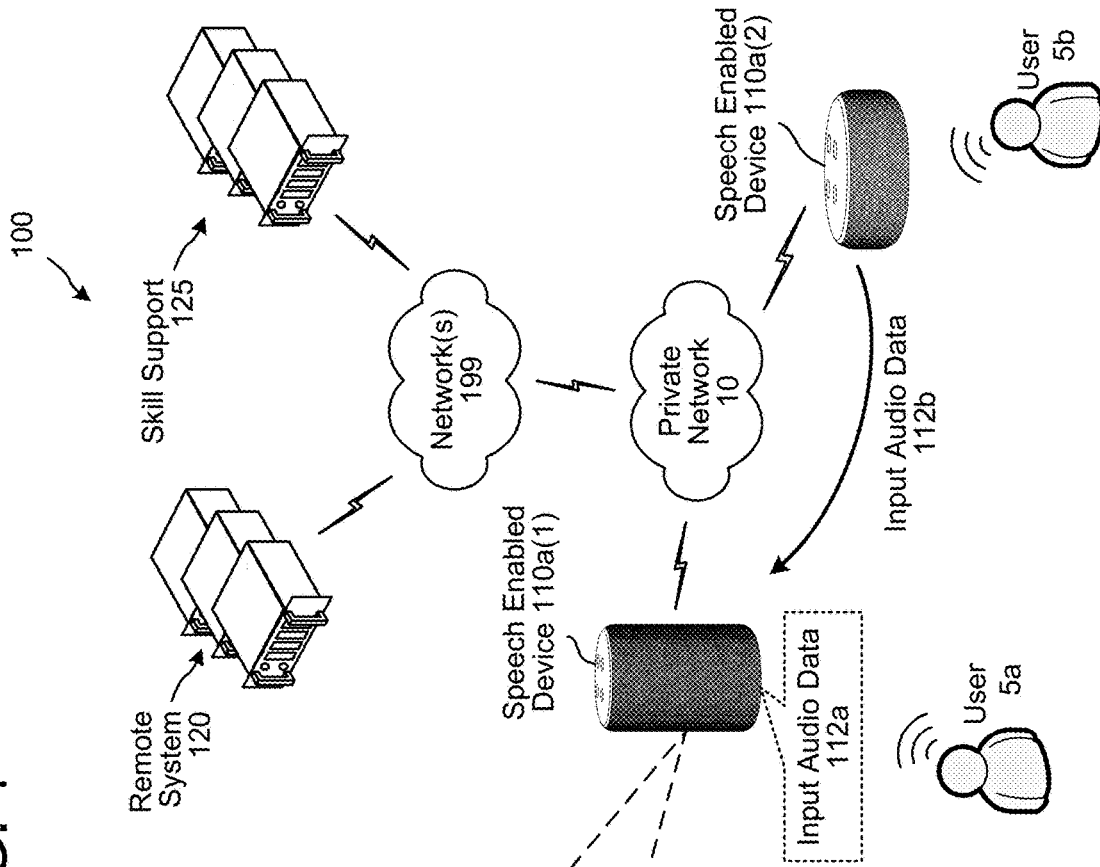 100
Remote
System
120
Skill Support
125
Network(s)
199
Speech Enabled
Device 110a(1)
Private
Network
10
Speech Enabled
Device 110a(2)
Input Audio Data
112b
Input Audio Data
112a
User
5a
User
5b